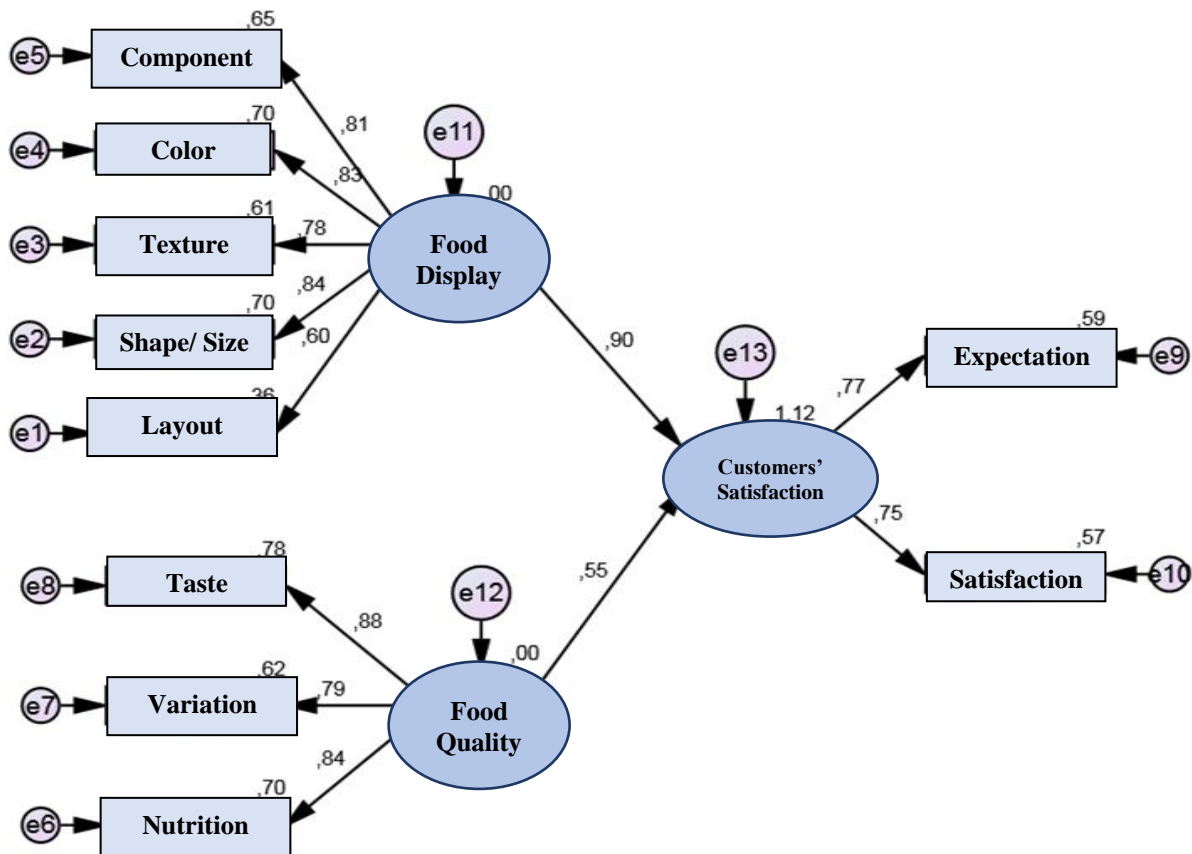 ,65
e5
Component
,81
,70
e4
Color
,83
e11
,00
,61
e3
Texture
,78
Food
Display
,70
e2
Shape/ Size
,84
,60
,36
e1
Layout
,90
e13
1,12
Customers’
Satisfaction
,59
Expectation
e9
,77
,75
,57
Satisfaction
e10
,78
e8
Taste
,88
e12
,00
,55
,62
e7
Variation
,79
Food
Quality
,84
,70
e6
Nutrition